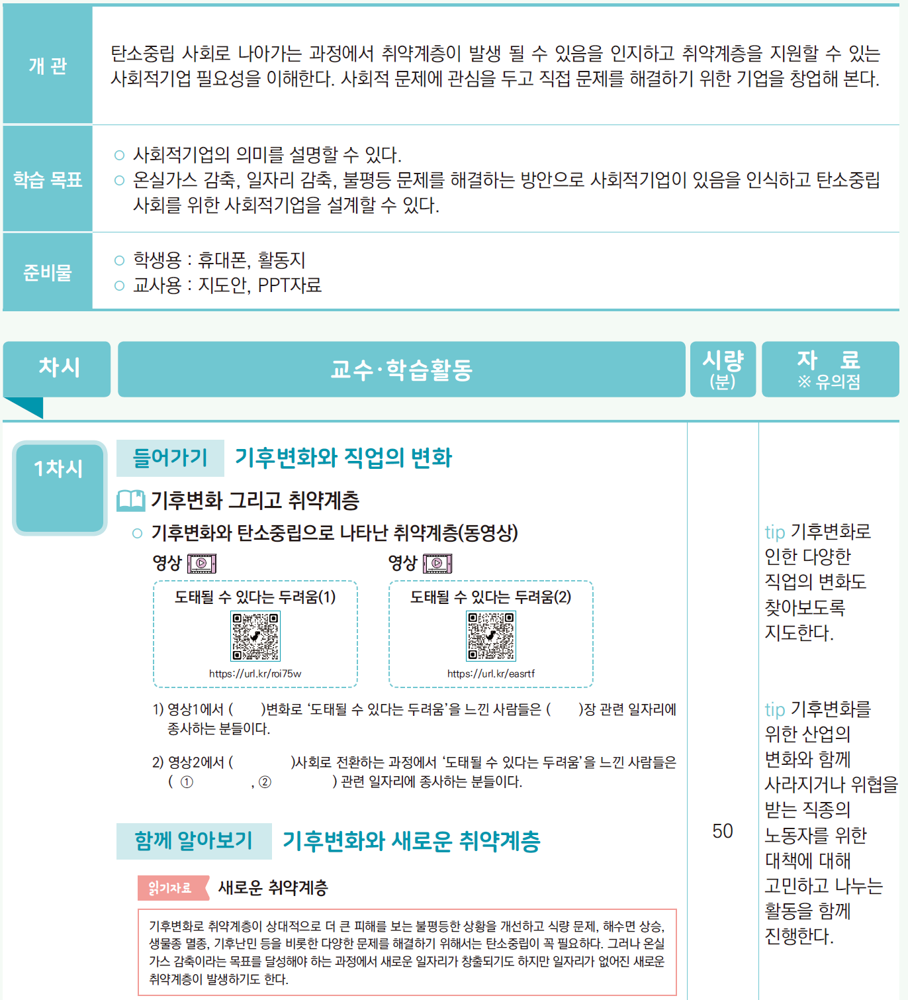 개 관
탄소중립 사회로 나아가는 과정에서 취약계층이 발생 될 수 있음을 인지하고 취약계층을 지원할 수 있는
사회적기업 필요성을 이해한다. 사회적 문제에 관심을 두고 직접 문제를 해결하기 위한 기업을 창업해 본다.
학습 목표
○ 사회적기업의 의미를 설명할 수 있다.
○ 온실가스 감축, 일자리 감축, 불평등 문제를 해결하는 방안으로 사회적기업이 있음을 인식하고 탄소중립
사회를 위한 사회적기업을 설계할 수 있다.
준비물
○ 학생용 : 휴대폰, 활동지
○ 교사용 : 지도안, PPT자료
차시
교수·학습활동
시량
(분)
자 료
※ 유의점
1차시
들어가기 기후변화와 직업의 변화
기후변화 그리고 취약계층
○ 기후변화와 탄소중립으로 나타난 취약계층(동영상)
영상 영상
도태될 수 있다는 두려움(1)
https://url.kr/roi75w
도태될 수 있다는 두려움(2)
https://url.kr/easrtf
1) 영상1에서 ( )변화로 ‘도태될 수 있다는 두려움’을 느낀 사람들은 ( )장 관련 일자리에
종사하는 분들이다.
2) 영상2에서 ( )사회로 전환하는 과정에서 ‘도태될 수 있다는 두려움’을 느낀 사람들은
( ① , ② ) 관련 일자리에 종사하는 분들이다.
함께 알아보기 기후변화와 새로운 취약계층
읽기자료 새로운 취약계층
기후변화로 취약계층이 상대적으로 더 큰 피해를 보는 불평등한 상황을 개선하고 식량 문제, 해수면 상승,
생물종 멸종, 기후난민 등을 비롯한 다양한 문제를 해결하기 위해서는 탄소중립이 꼭 필요하다. 그러나 온실
가스 감축이라는 목표를 달성해야 하는 과정에서 새로운 일자리가 창출되기도 하지만 일자리가 없어진 새로운
취약계층이 발생하기도 한다.
50
tip 기후변화로
인한 다양한
직업의 변화도
찾아보도록
지도한다.
tip 기후변화를
위한 산업의
변화와 함께
사라지거나 위협을
받는 직종의
노동자를 위한
대책에 대해
고민하고 나누는
활동을 함께
진행한다.